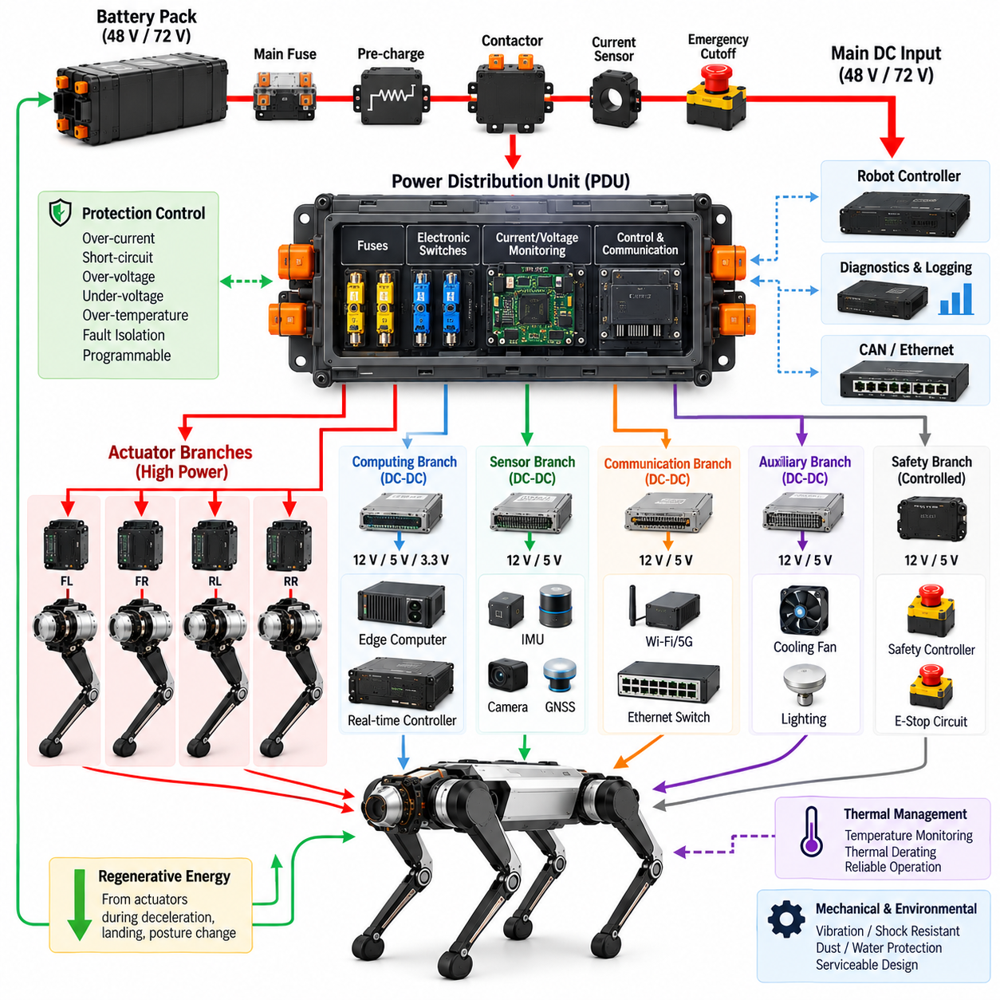 Battery Pack
(48 V / 72 V)
Main Fuse
Pre-charge
Contactor
Current
Sensor
Emergency
Cutoff
Main DC Input
(48 V / 72 V)
Power Distribution Unit (PDU)
Fuses
Electronic
Switches
Current/Voltage
Monitoring
Control &
Communication
Protection Control
Over-current
Short-circuit
Over-voltage
Under-voltage
Over-temperature
Fault Isolation
Programmable
Robot Controller
Diagnostics & Logging
CAN / Ethernet
Actuator Branches
(High Power)
FL
FR
RL
RR
Computing Branch
(DC-DC)
12 V / 5 V / 3.3 V
Edge Computer
Real-time Controller
Sensor Branch
(DC-DC)
12 V / 5 V
IMU
Camera
GNSS
Communication Branch
(DC-DC)
12 V / 5 V
Wi-Fi/5G
Ethernet Switch
Auxiliary Branch
(DC-DC)
12 V / 5 V
Cooling Fan
Lighting
Safety Branch
(Controlled)
12 V / 5 V
Safety Controller
E-Stop Circuit
Regenerative Energy
From actuators
during deceleration,
landing, posture change
Thermal Management
Temperature Monitoring
Thermal Derating
Reliable Operation
Mechanical & Environmental
Vibration / Shock Resistant
Dust / Water Protection
Serviceable Design